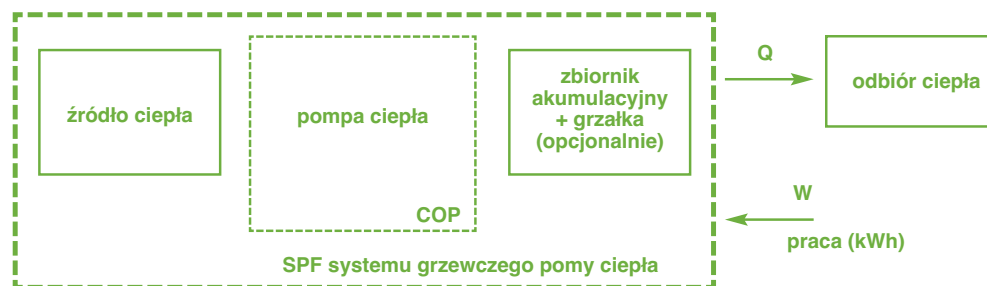 źródło ciepła
pompa ciepła
COP
zbiornik
akumulacyjny
+ grzałka
(opcjonalnie)
Q
odbiór ciepła
W
praca (kWh)
SPF systemu grzewczego pomy ciepła